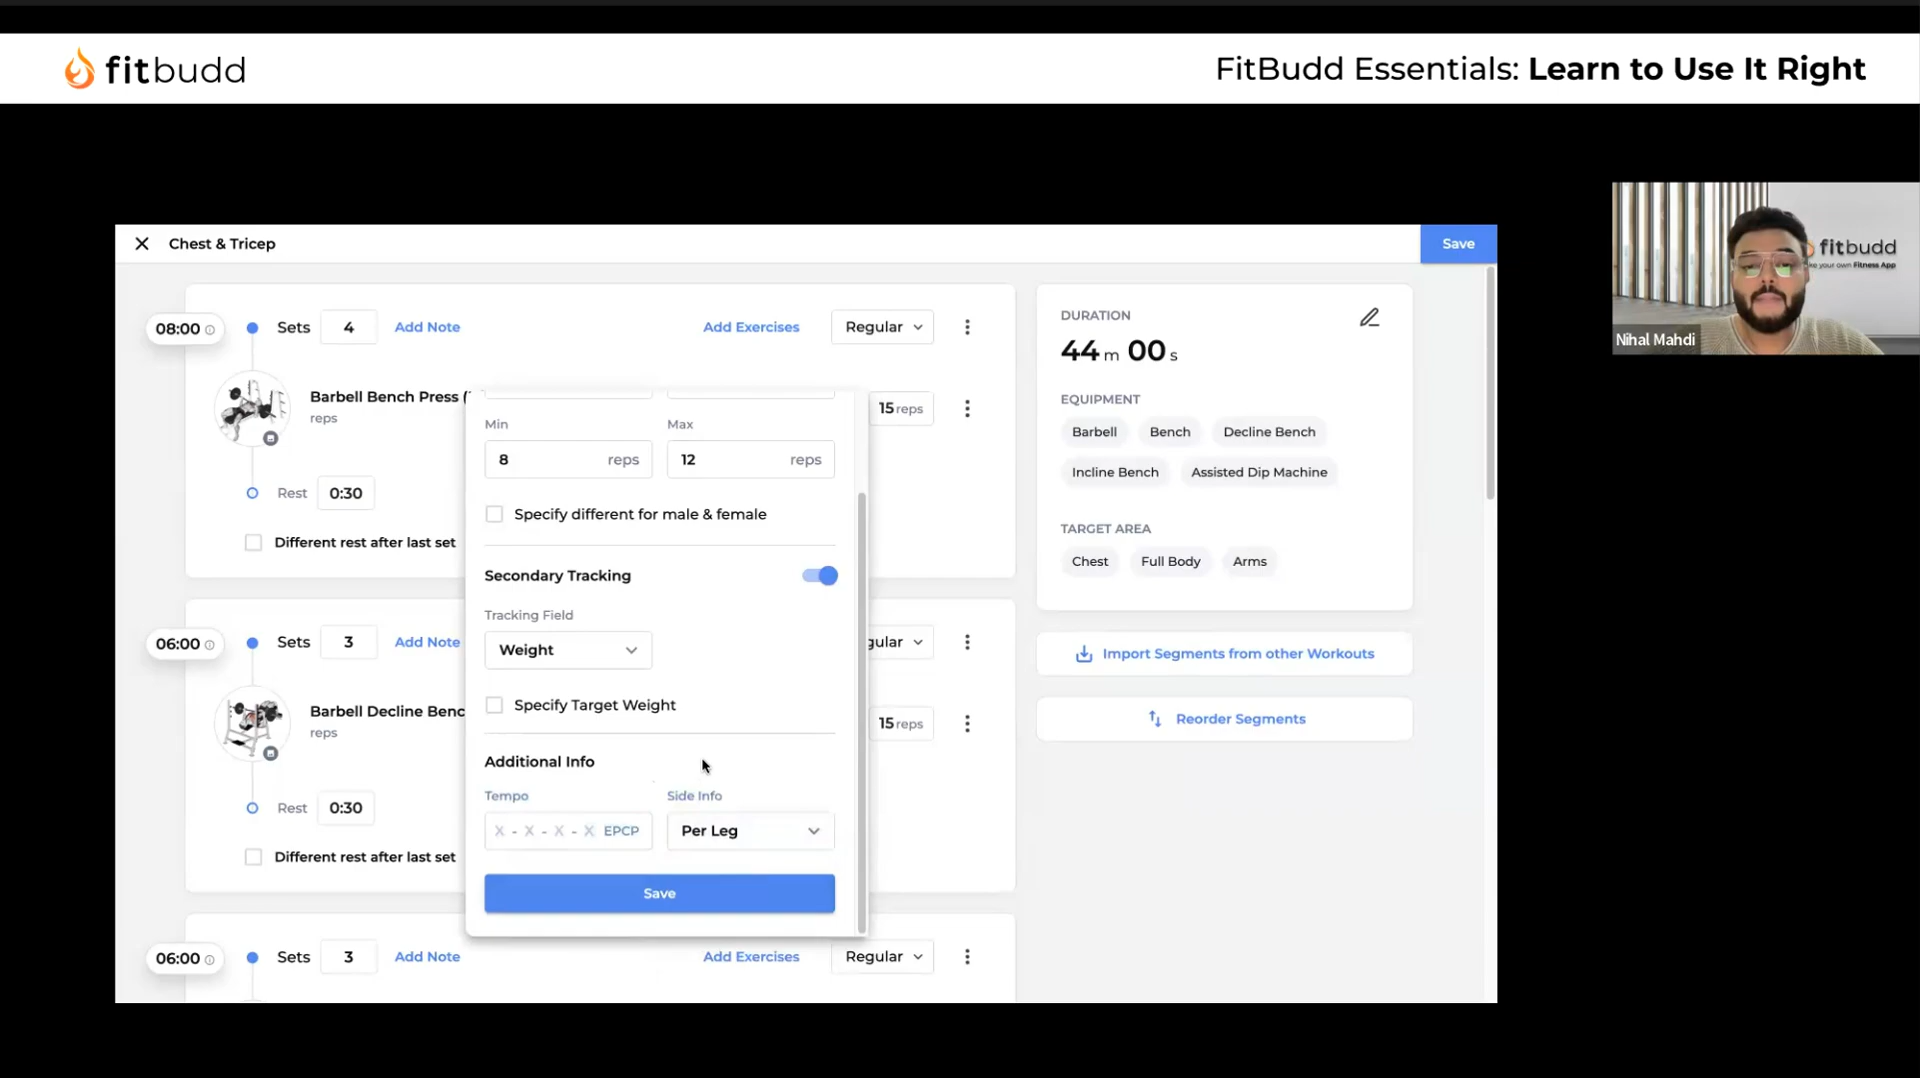 fitbudd
FitBudd Essentials: Learn to Use It Right
Chest & Tricep
Save
08:00
Sets 4 Add Note
Add Exercises
Regular
Barbell Bench Press (
reps
15 reps
Rest 0:30
Different rest after last set
Min
Max
8 reps
12 reps
Specify different for male & female
Secondary Tracking
Tracking Field
Weight
Specify Target Weight
Additional Info
Tempo
Side Info
X - X - X - X EPCP
Per Leg
Save
06:00
Sets 3 Add Note
gular
Barbell Decline Benc
reps
15 reps
Rest 0:30
Different rest after last set
06:00
Sets 3 Add Note
Add Exercises
Regular
DURATION
44 m 00 s
EQUIPMENT
Barbell
Bench
Decline Bench
Incline Bench
Assisted Dip Machine
TARGET AREA
Chest
Full Body
Arms
Import Segments from other Workouts
Reorder Segments
fitbudd
ke your own Fitness App
Nihal Mahdi